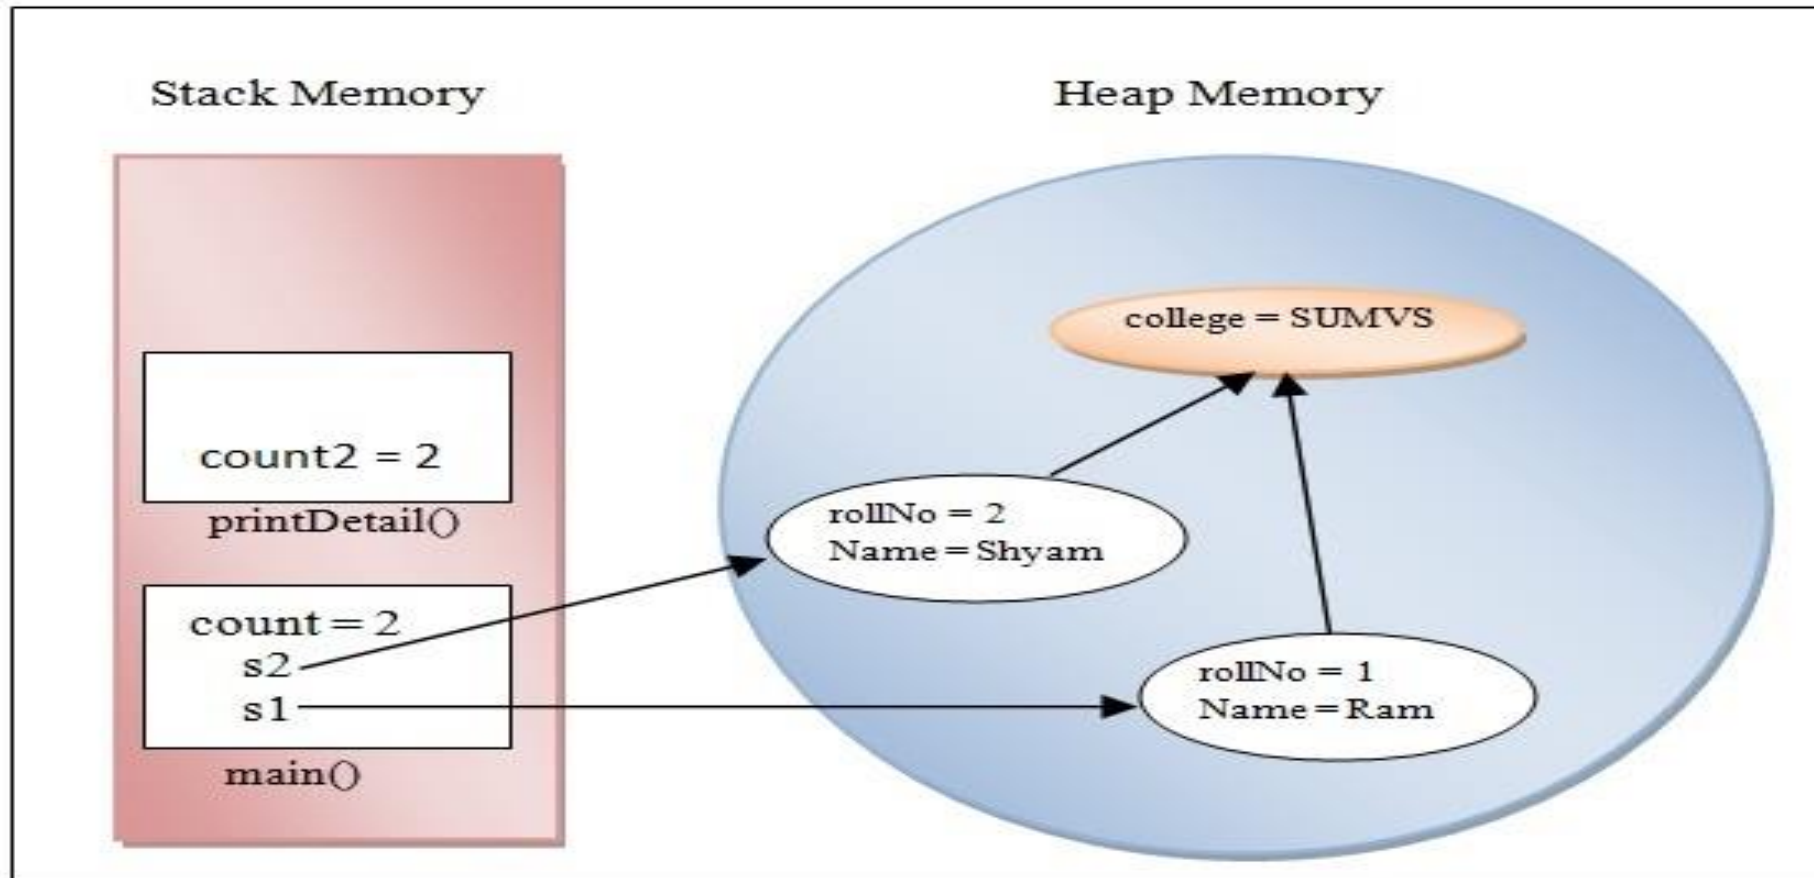 Stack Memory
count2 = 2
printDetail()
count = 2
s2
s1
main()
Heap Memory
college = SUMVS
rollNo = 2
Name = Shyam
rollNo = 1
Name = Ram